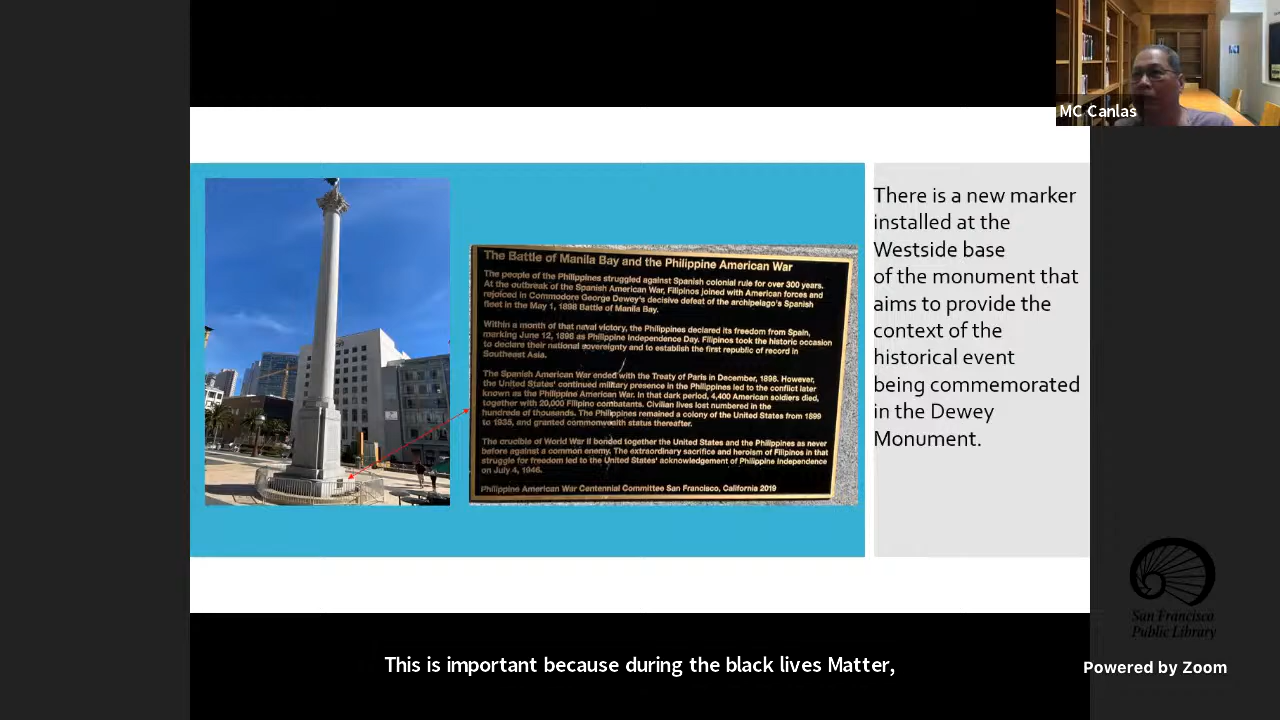 MC Canlas
The Battle of Manila Bay and the Philippine American War
The people of the Philippines struggled against Spanish colonial rule for over 300 years.
At the outbreak of the Spanish American War, Filipinos joined with American forces and
rejoiced in Commodore George Dewey's decisive defeat of the archipelago's Spanish
fleet in the May 1, 1898 Battle of Manila Bay.
Within a month of that naval victory, the Philippines declared its freedom from Spain,
marking June 12, 1898 as Philippine Independence Day. Filipinos took the historic occasion
to declare their national sovereignty and to establish the first republic of record in
Southeast Asia.
The Spanish American War ended with the Treaty of Paris in December, 1898. However,
the United States' continued military presence in the Philippines led to the conflict later
known as the Philippine American War. In that dark period, 4,400 American soldiers died,
together with 20,000 Filipino combatants. Civilian lives lost numbered in the
hundreds of thousands. The Philippines remained a colony of the United States from 1899
to 1935, and granted commonwealth status thereafter.
The crucible of World War II bonded together the United States and the Philippines as never
before against a common enemy. The extraordinary sacrifice and heroism of Filipinos in that
struggle for freedom led to the United States' acknowledgement of Philippine Independence
on July 4, 1946.
Philippine American War Centennial Committee San Francisco, California 2019
There is a new marker
installed at the
Westside base
of the monument that
aims to provide the
context of the
historical event
being commemorated
in the Dewey
Monument.
San Francisco
Public Library
This is important because during the black lives Matter,
Powered by Zoom